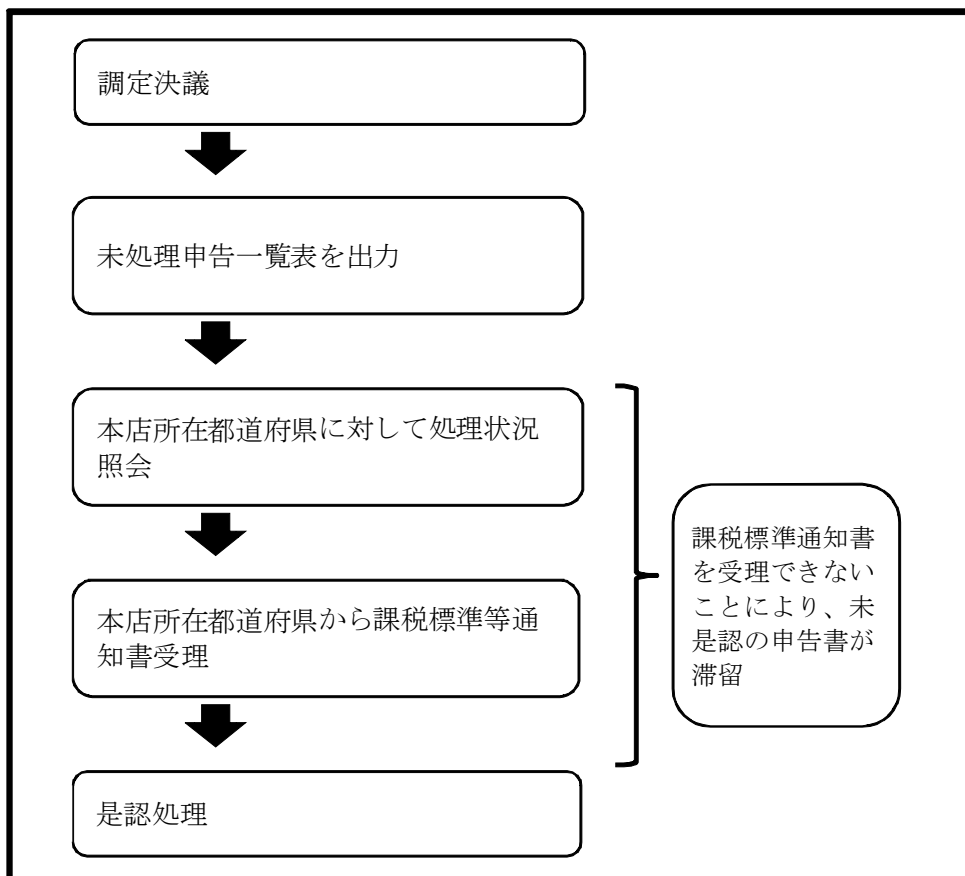 調定決議
未処理申告一覧表を出力
本店所在都道府県に対して処理状況
照会
本店所在都道府県から課税標準等通
知書受理
是認処理
課税標準通知書
を受理できない
ことにより、未
是認の申告書が
滞留